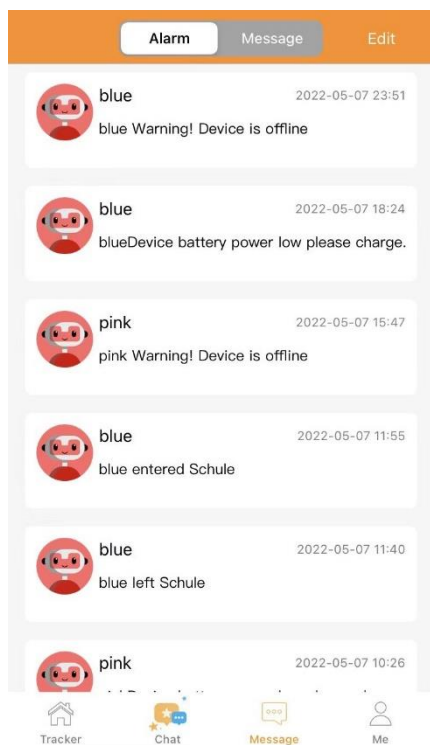 Alarm Message Edit
blue 2022-05-07 23:51
blue Warning! Device is offline
blue 2022-05-07 18:24
blueDevice battery power low please charge.
pink 2022-05-07 15:47
pink Warning! Device is offline
blue 2022-05-07 11:55
blue entered Schule
blue 2022-05-07 11:40
blue left Schule
pink 2022-05-07 10:26
Tracker Chat Message Me